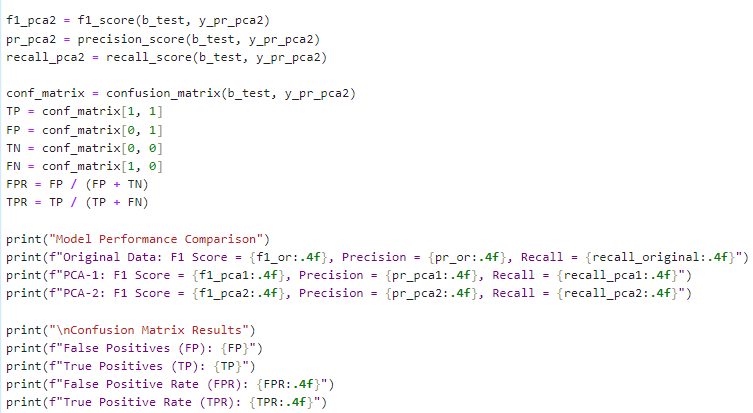 f1_pca2 = f1_score(b_test, y_pr_pca2)
pr_pca2 = precision_score(b_test, y_pr_pca2)
recall_pca2 = recall_score(b_test, y_pr_pca2)

conf_matrix = confusion_matrix(b_test, y_pr_pca2)
TP = conf_matrix[1, 1]
FP = conf_matrix[0, 1]
TN = conf_matrix[0, 0]
FN = conf_matrix[1, 0]
FPR = FP / (FP + TN)
TPR = TP / (TP + FN)

print("Model Performance Comparison")
print(f"Original Data: F1 Score = {f1_or:.4f}, Precision = {pr_or:.4f}, Recall = {recall_original:.4f}")
print(f"PCA-1: F1 Score = {f1_pca1:.4f}, Precision = {pr_pca1:.4f}, Recall = {recall_pca1:.4f}")
print(f"PCA-2: F1 Score = {f1_pca2:.4f}, Precision = {pr_pca2:.4f}, Recall = {recall_pca2:.4f}")

print("\nConfusion Matrix Results")
print(f"False Positives (FP): {FP}")
print(f"True Positives (TP): {TP}")
print(f"False Positive Rate (FPR): {FPR:.4f}")
print(f"True Positive Rate (TPR): {TPR:.4f}")